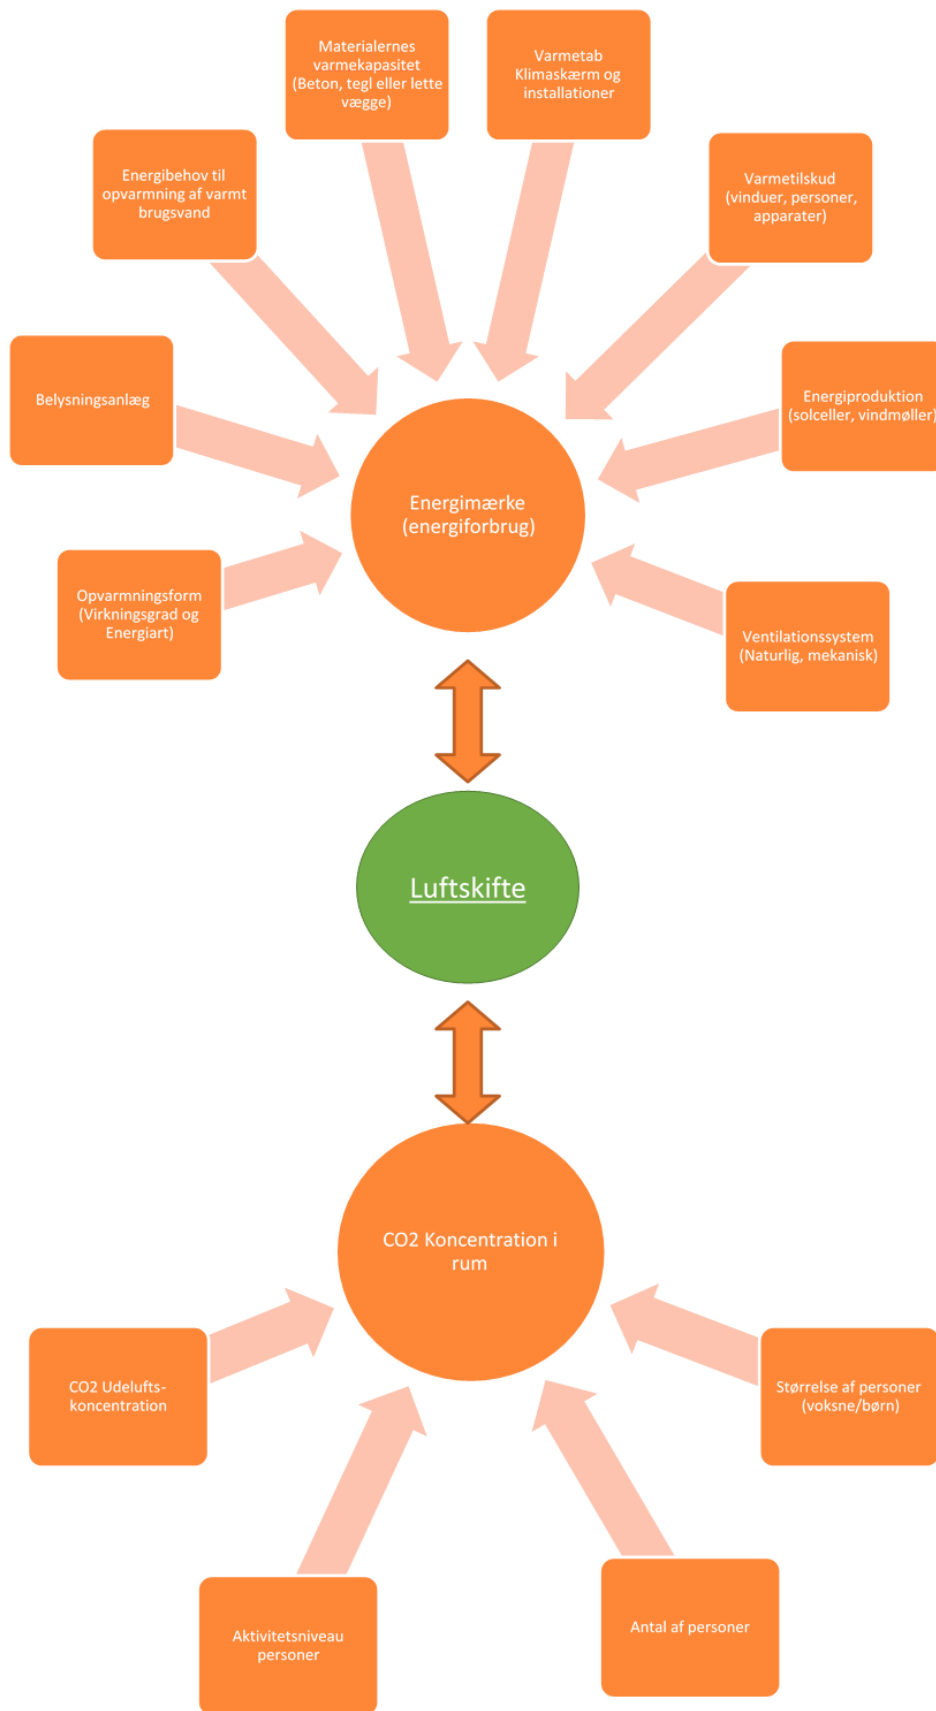 Materialernes
varmekapasitet
(Beton, tegl eller lette
vægge)
Varmetab
Klimaskærm og
installationer
Energibehov til
opvarmning af varmt
brugsvand
Varmetilskud
(vinduer, personer,
apparater)
Belysningsanlæg
Energiproduktion
(solceller, vindmøller)
Energimærke
(energiforbrug)
Opvarmningsform
(Virkningsgrad og
Energiart)
Ventilationssystem
(Naturlig, mekanisk)
Luftskifte
CO2 Koncentration i
rum
CO2 Udelufts-
koncentration
Størrelse af personer
(voksne/børn)
Aktivitetsniveau
personer
Antal af personer